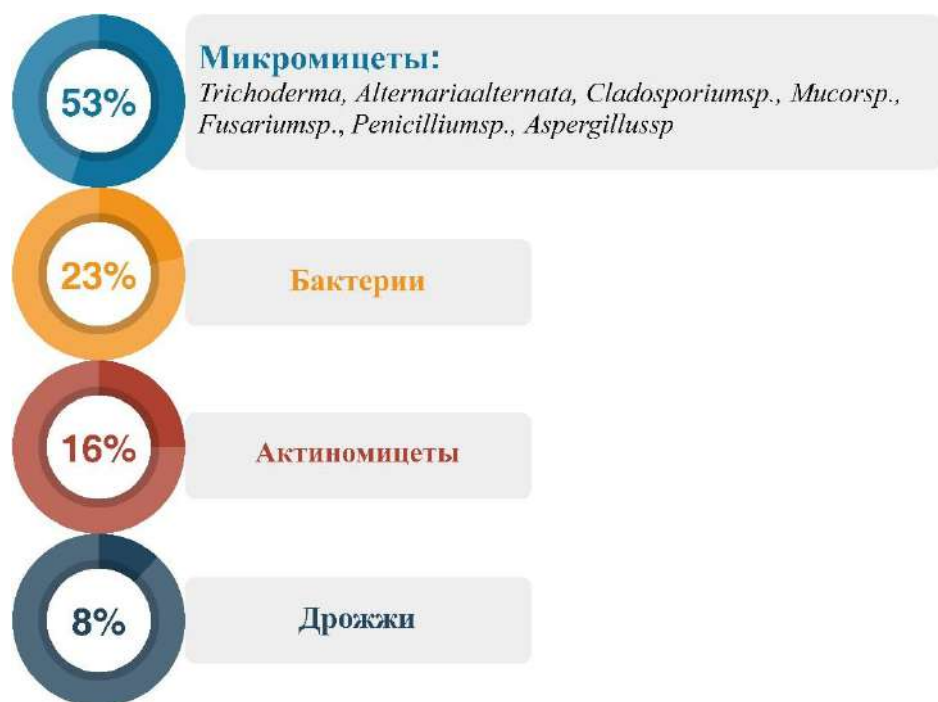 53%
Микромицеты:
Trichoderma, Alternariaalternata, Cladosporiumsp., Mucorsp.,
Fusariumsp., Penicilliumsp., Aspergillussp
23%
Бактерии
16%
Актиномицеты
8%
Дрожжи